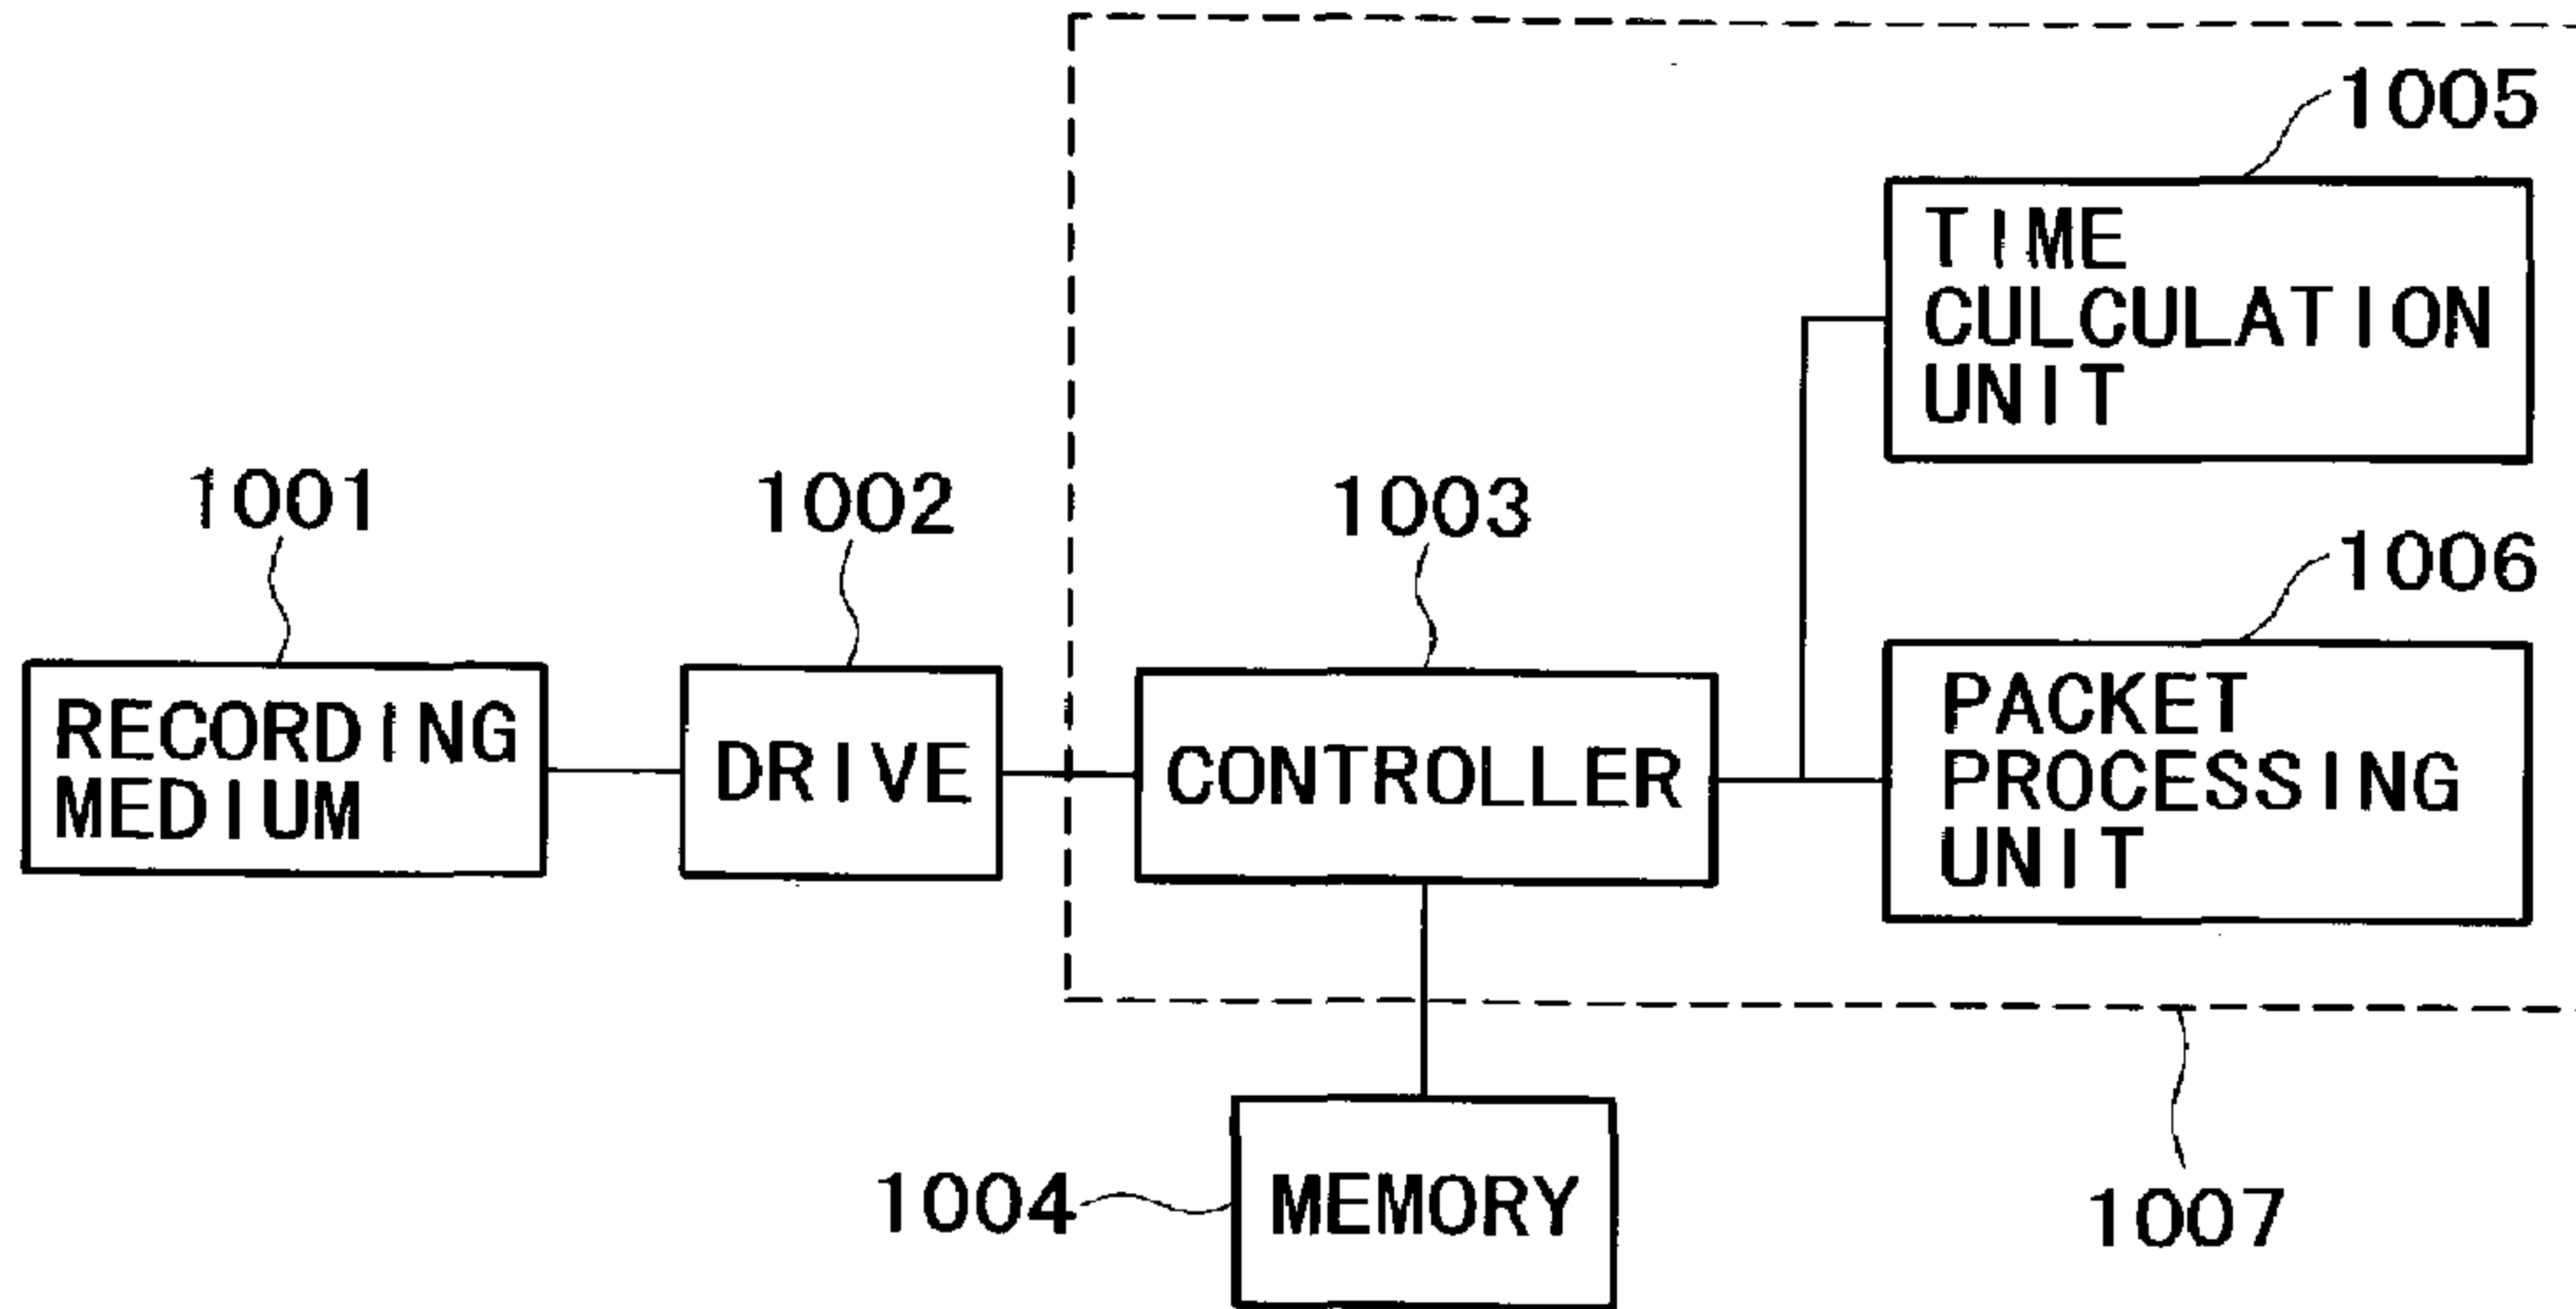 1005
TIME
CULCULATION
UNIT
1001
1002
1003
1006
RECORDING
MEDIUM
DRIVE
CONTROLLER
PACKET
PROCESSING
UNIT
1004
MEMORY
1007